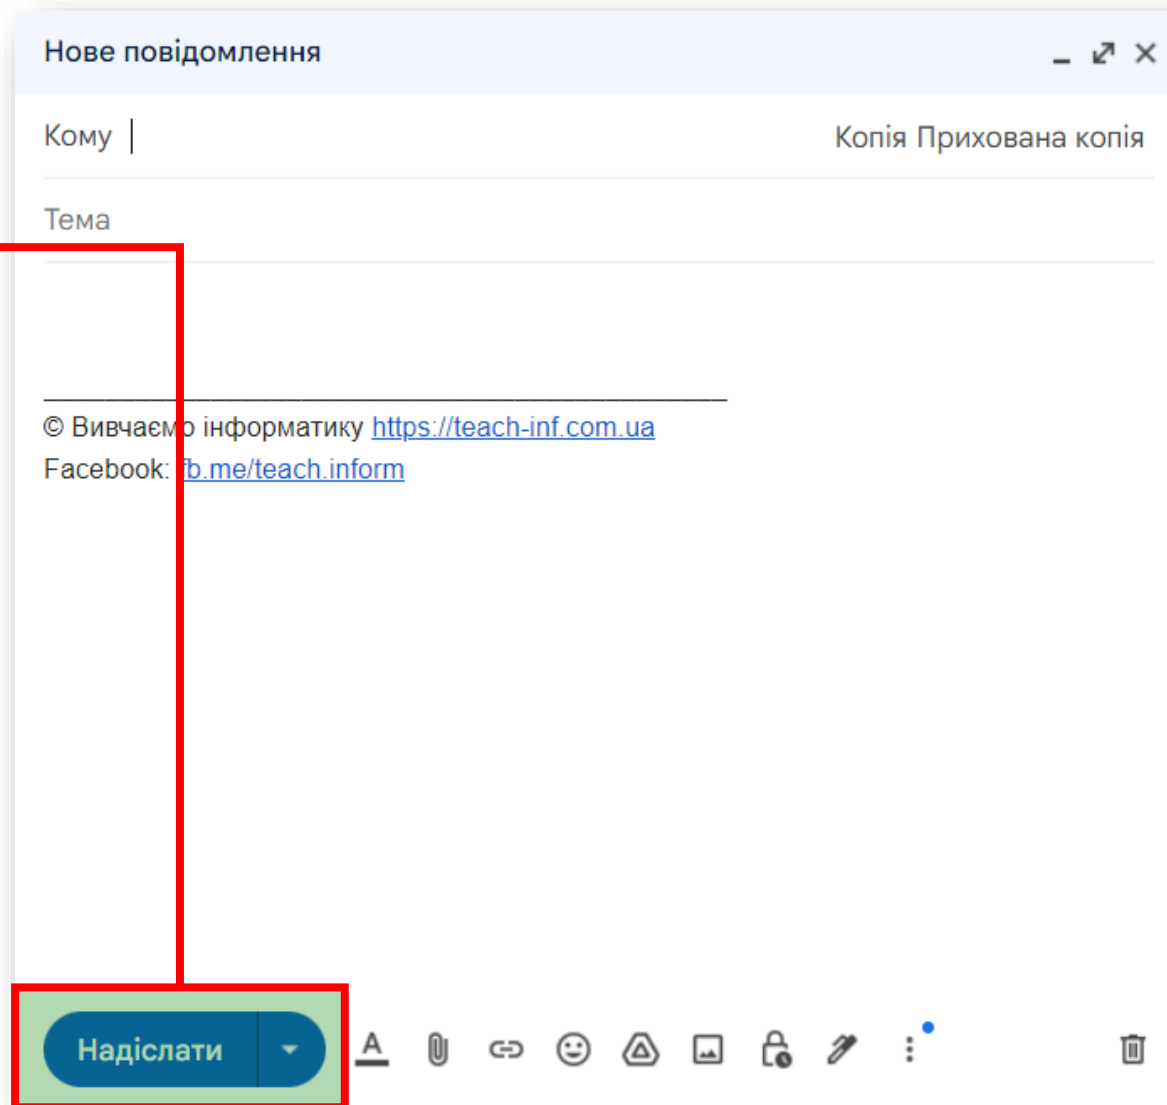 Нове повідомлення
Кому Копія Прихована копія
Тема
© Вивчаємо інформатику https://teach-inf.com.ua
Facebook: fb.me/teach.inform
Надіслати